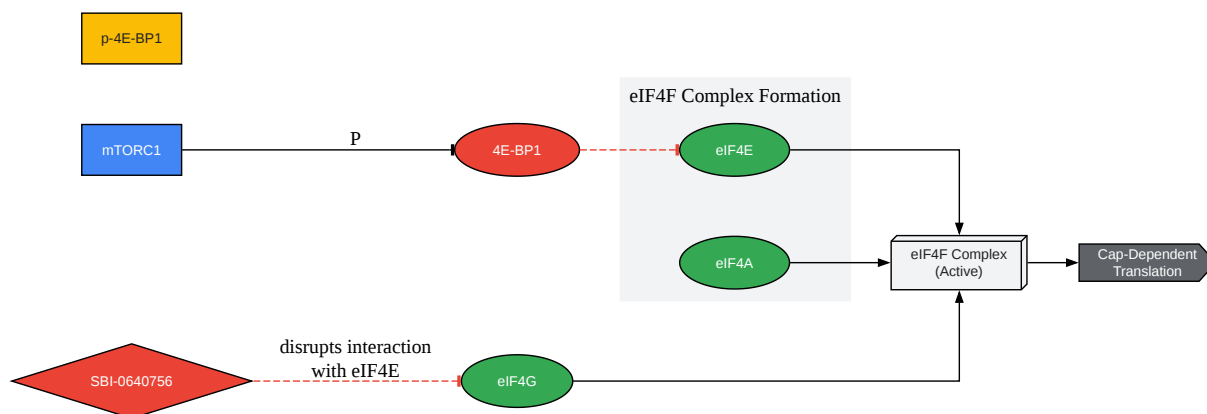 p-4E-BP1
eIF4F Complex Formation
mTORC1
P
4E-BP1
eIF4E
eIF4A
eIF4F Complex
(Active)
Cap-Dependent
Translation
disrupts interaction
with eIF4E
SBI-0640756
eIF4G